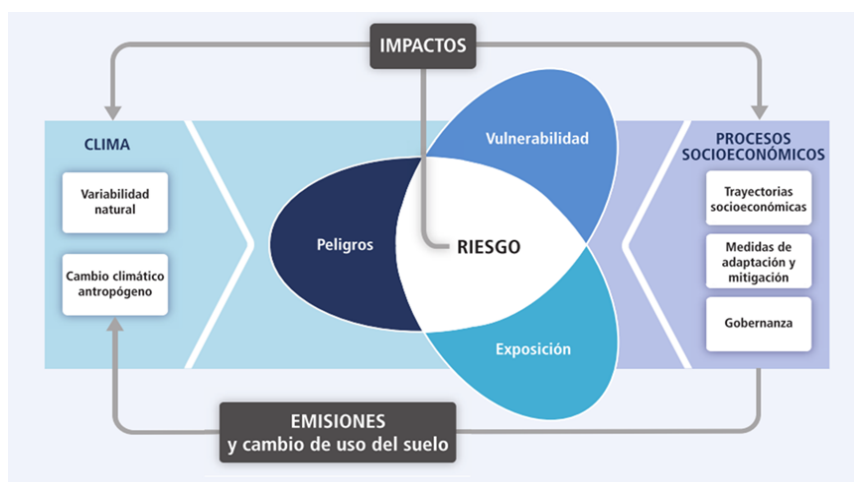 IMPACTOS
CLIMA
Variabilidad
natural
Cambio climático
antropógeno
Peligros
RIESGO
Vulnerabilidad
Exposición
PROCESOS
SOCIOECONÓMICOS
Trayectorias
socioeconómicas
Medidas de
adaptación y
mitigación
Gobernanza
EMISIONES
y cambio de uso del suelo